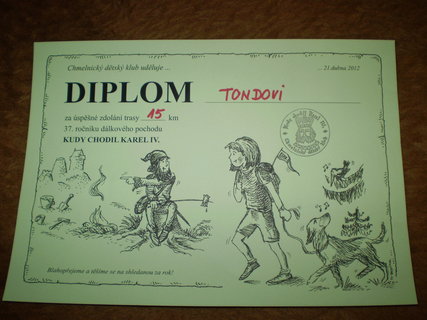 Chmelnický dětský klub uděluje ...
... 21.dubna 2012
DIPLOM TONDOVI
za úspěšné zdolání trasy 15 km
37. ročníku dálkového pochodu
KUDY CHODIL KAREL IV.
Blahopřejeme a těšíme se na shledanou za rok!